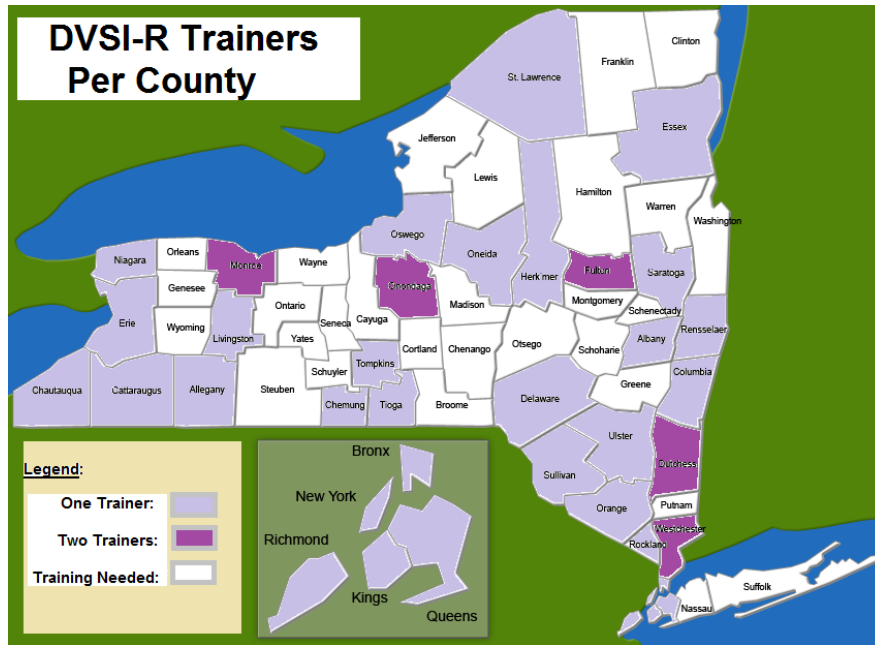 DVSI-R Trainers
Per County
Clinton
Franklin
St. Lawrence
Essex
Jefferson
Lewis
Hamilton
Warren
Washington
Oswego
Oneida
Herk'mer
Fultun
Saratoga
Niagara
Orleans
Monroe
Wayne
Onondaga
Genesee
Ontario
Seneca
Cayuga
Madison
Montgomery
Schenectady
Erie
Wyoming
Livingston
Yates
Cortland
Chenango
Otsego
Schoharie
Albany
Rensselaer
Schuyler
Tompkins
Chautauqua
Cattaraugus
Allegany
Steuben
Chemung
Tioga
Broome
Delaware
Greene
Columbia
Ulster
Dutchess
Sullivan
Orange
Putnam
Westchester
Rockland
Nassau
Suffolk
Legend:
One Trainer:
Two Trainers:
Training Needed:
Bronx
New York
Richmond
Kings
Queens